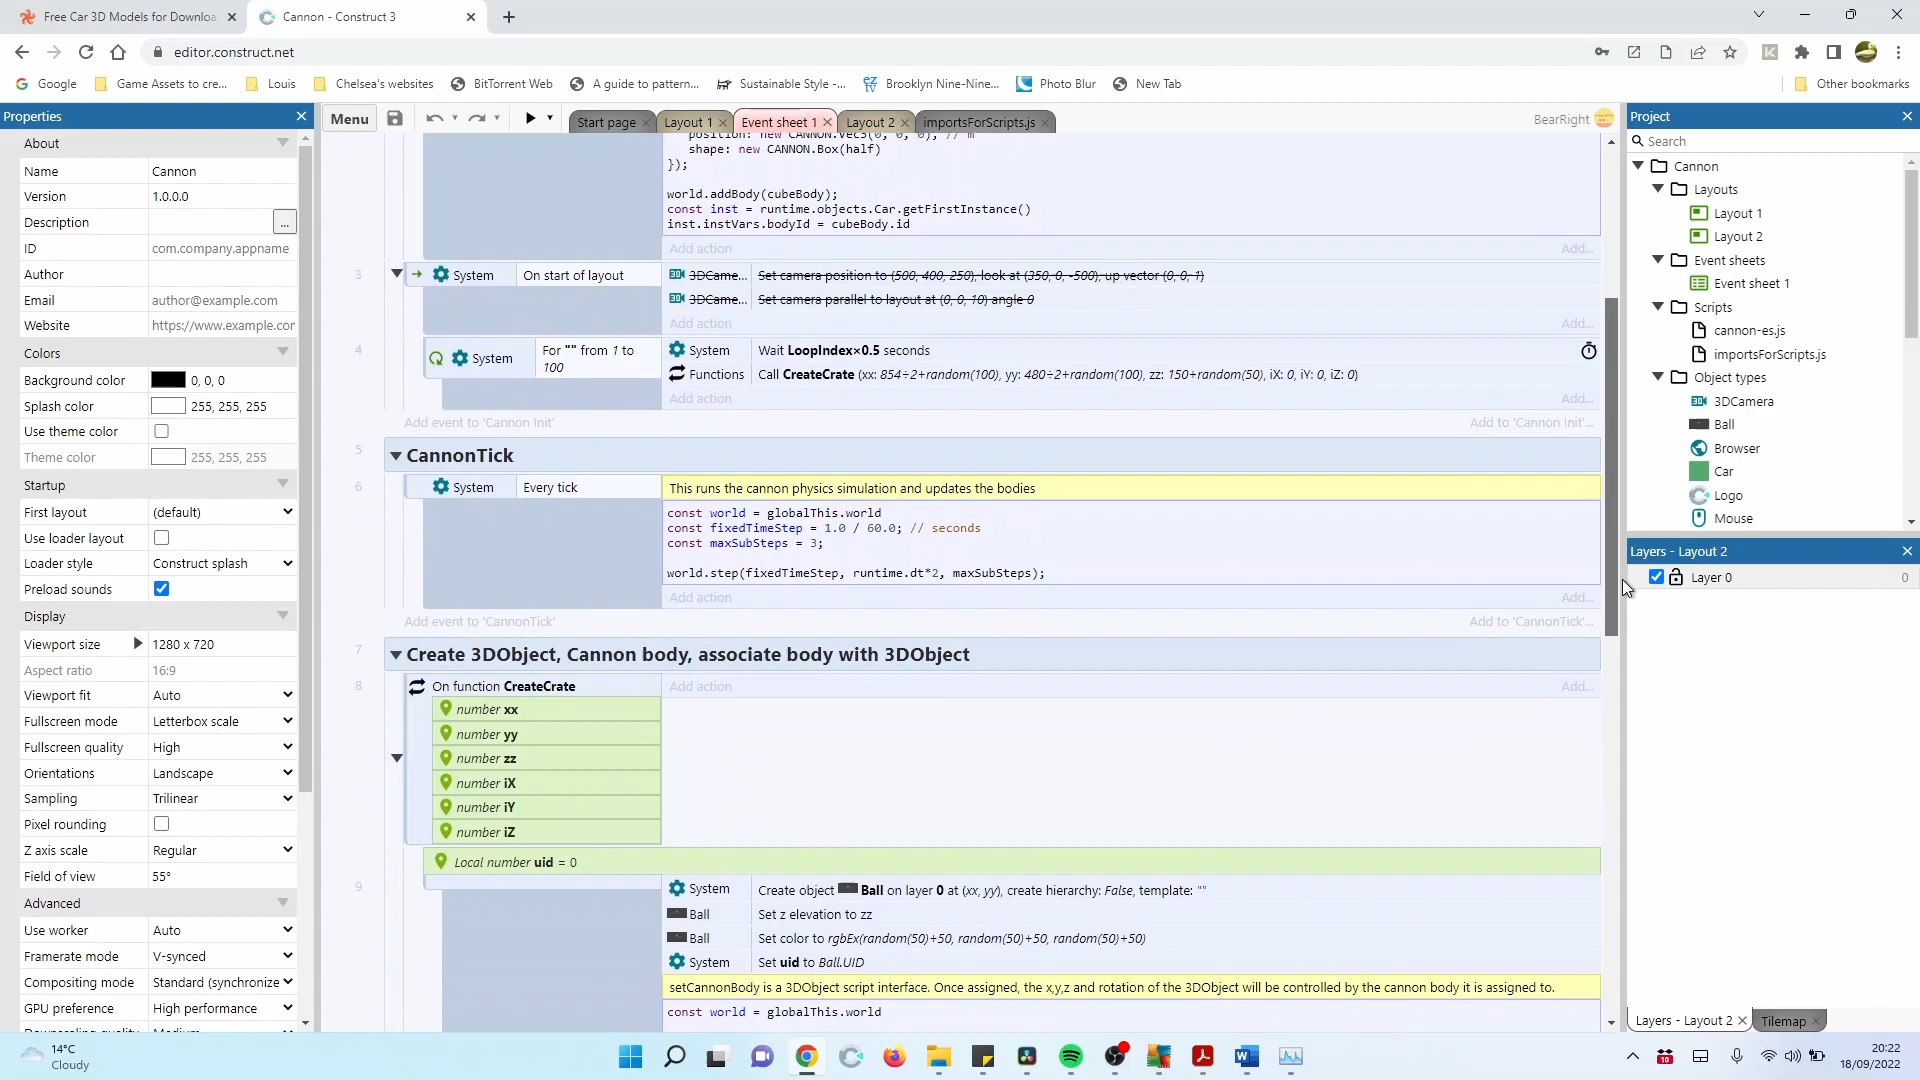 Free Car 3D Models for Downloa
Cannon - Construct 3
editor.construct.net
Google
Game Assets to cre...
Louis
Chelsea's websites
BitTorrent Web
A guide to pattern...
Sustainable Style -...
Brooklyn Nine-Nine...
Photo Blur
New Tab
Other bookmarks
Properties
About
Name Cannon
Version 1.0.0.0
Description ...
ID com.company.appname
Author
Email author@example.com
Website https://www.example.cor
Colors
Background color 0, 0, 0
Splash color 255, 255, 255
Use theme color
Theme color 255, 255, 255
Startup
First layout (default)
Use loader layout
Loader style Construct splash
Preload sounds
Display
Viewport size 1280 x 720
Aspect ratio 16:9
Viewport fit Auto
Fullscreen mode Letterbox scale
Fullscreen quality High
Orientations Landscape
Sampling Trilinear
Pixel rounding
Z axis scale Regular
Field of view 55°
Advanced
Use worker Auto
Framerate mode V-synced
Compositing mode Standard (synchronize
GPU preference High performance
Menu
Start page
Layout 1
Event sheet 1
Layout 2
importsForScripts.js
BearRight
position: new CANNON.Vec3(0, 0, 0), // m
shape: new CANNON.Box(half)
});
world.addBody(cubeBody);
const inst = runtime.objects.Car.getFirstInstance()
inst.instVars.bodyId = cubeBody.id
Add action Add...
3 System On start of layout 3DCame... Set camera position to (500, 400, 250), look at (350, 0, -500), up vector (0, 0, 1)
3DCame... Set camera parallel to layout at (0, 0, 10) angle 0
Add action Add...
4 System For "" from 1 to 100 System Wait LoopIndex×0.5 seconds
Functions Call CreateCrate (xx: 854÷2+random(100), yy: 480÷2+random(100), zz: 150+random(50), iX: 0, iY: 0, iZ: 0)
Add action Add...
Add event to 'Cannon Init' Add to 'Cannon Init'...
5 CannonTick
6 System Every tick This runs the cannon physics simulation and updates the bodies
const world = globalThis.world
const fixedTimeStep = 1.0 / 60.0; // seconds
const maxSubSteps = 3;
world.step(fixedTimeStep, runtime.dt*2, maxSubSteps);
Add action Add...
Add event to 'CannonTick' Add to 'CannonTick'...
7 Create 3DObject, Cannon body, associate body with 3DObject
8 On function CreateCrate Add action Add...
number xx
number yy
number zz
number iX
number iY
number iZ
Local number uid = 0
9 System Create object Ball on layer 0 at (xx, yy), create hierarchy: False, template: ""
Ball Set z elevation to zz
Ball Set color to rgbEx(random(50)+50, random(50)+50, random(50)+50)
System Set uid to Ball.UID
setCannonBody is a 3DObject script interface. Once assigned, the x,y,z and rotation of the 3DObject will be controlled by the cannon body it is assigned to.
const world = globalThis.world
Project
Search
Cannon
Layouts
Layout 1
Layout 2
Event sheets
Event sheet 1
Scripts
cannon-es.js
importsForScripts.js
Object types
3DCamera
Ball
Browser
Car
Logo
Mouse
Layers - Layout 2
Layer 0 0
Layers - Layout 2
Tilemap
14°C
Cloudy
10
20:22
18/09/2022